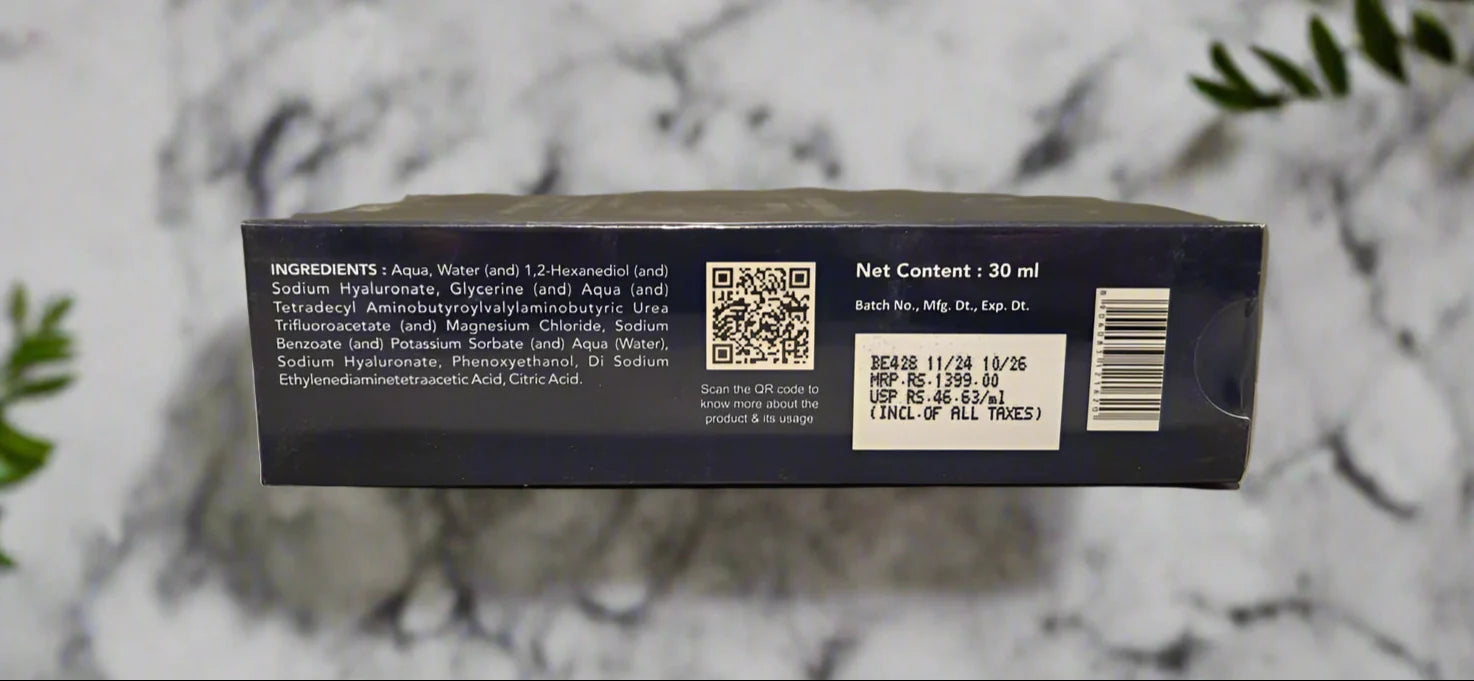 INGREDIENTS : Aqua, Water (and) 1,2-Hexanediol (and)
Sodium Hyaluronate, Glycerine (and) Aqua (and)
Tetradecyl Aminobutyroylvalylaminobutyric Urea
Trifluoroacetate (and) Magnesium Chloride, Sodium
Benzoate (and) Potassium Sorbate (and) Aqua (Water),
Sodium Hyaluronate, Phenoxyethanol, Di Sodium
Ethylenediaminetetraacetic Acid, Citric Acid.
Scan the QR code to
know more about the
product & its usage
Net Content : 30 ml
Batch No., Mfg. Dt., Exp. Dt.
BE428 11/24 10/26
MRP.RS.1399.00
USP RS.46.63/ml
(INCL.OF ALL TAXES)